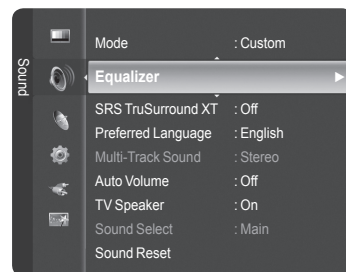 Sound
Mode : Custom
Equalizer
SRS TruSurround XT : Off
Preferred Language : English
Multi-Track Sound : Stereo
Auto Volume : Off
TV Speaker : On
Sound Select : Main
Sound Reset